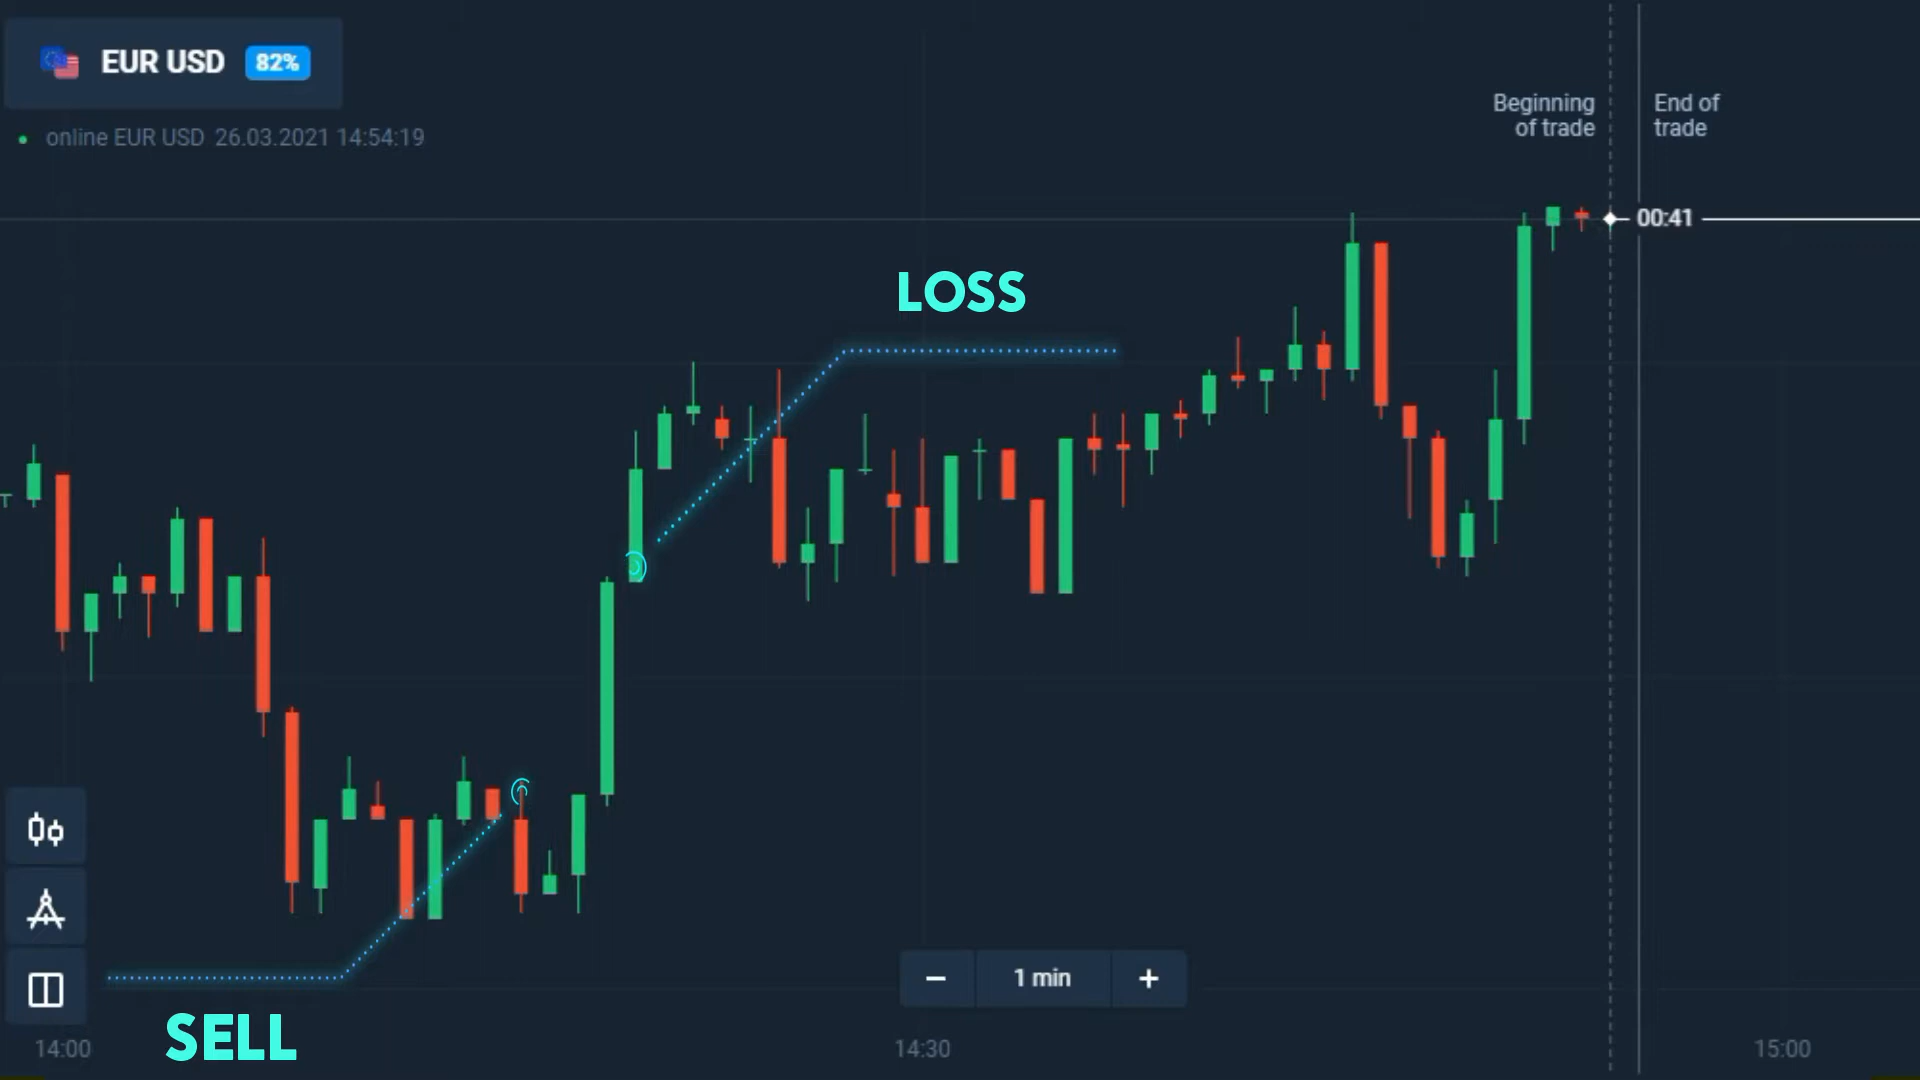 EUR USD 82%
online EUR USD 26.03.2021 14:54:19
Beginning
of trade
End of
trade
00:41
LOSS
1 min
SELL
14:00
14:30
15:00